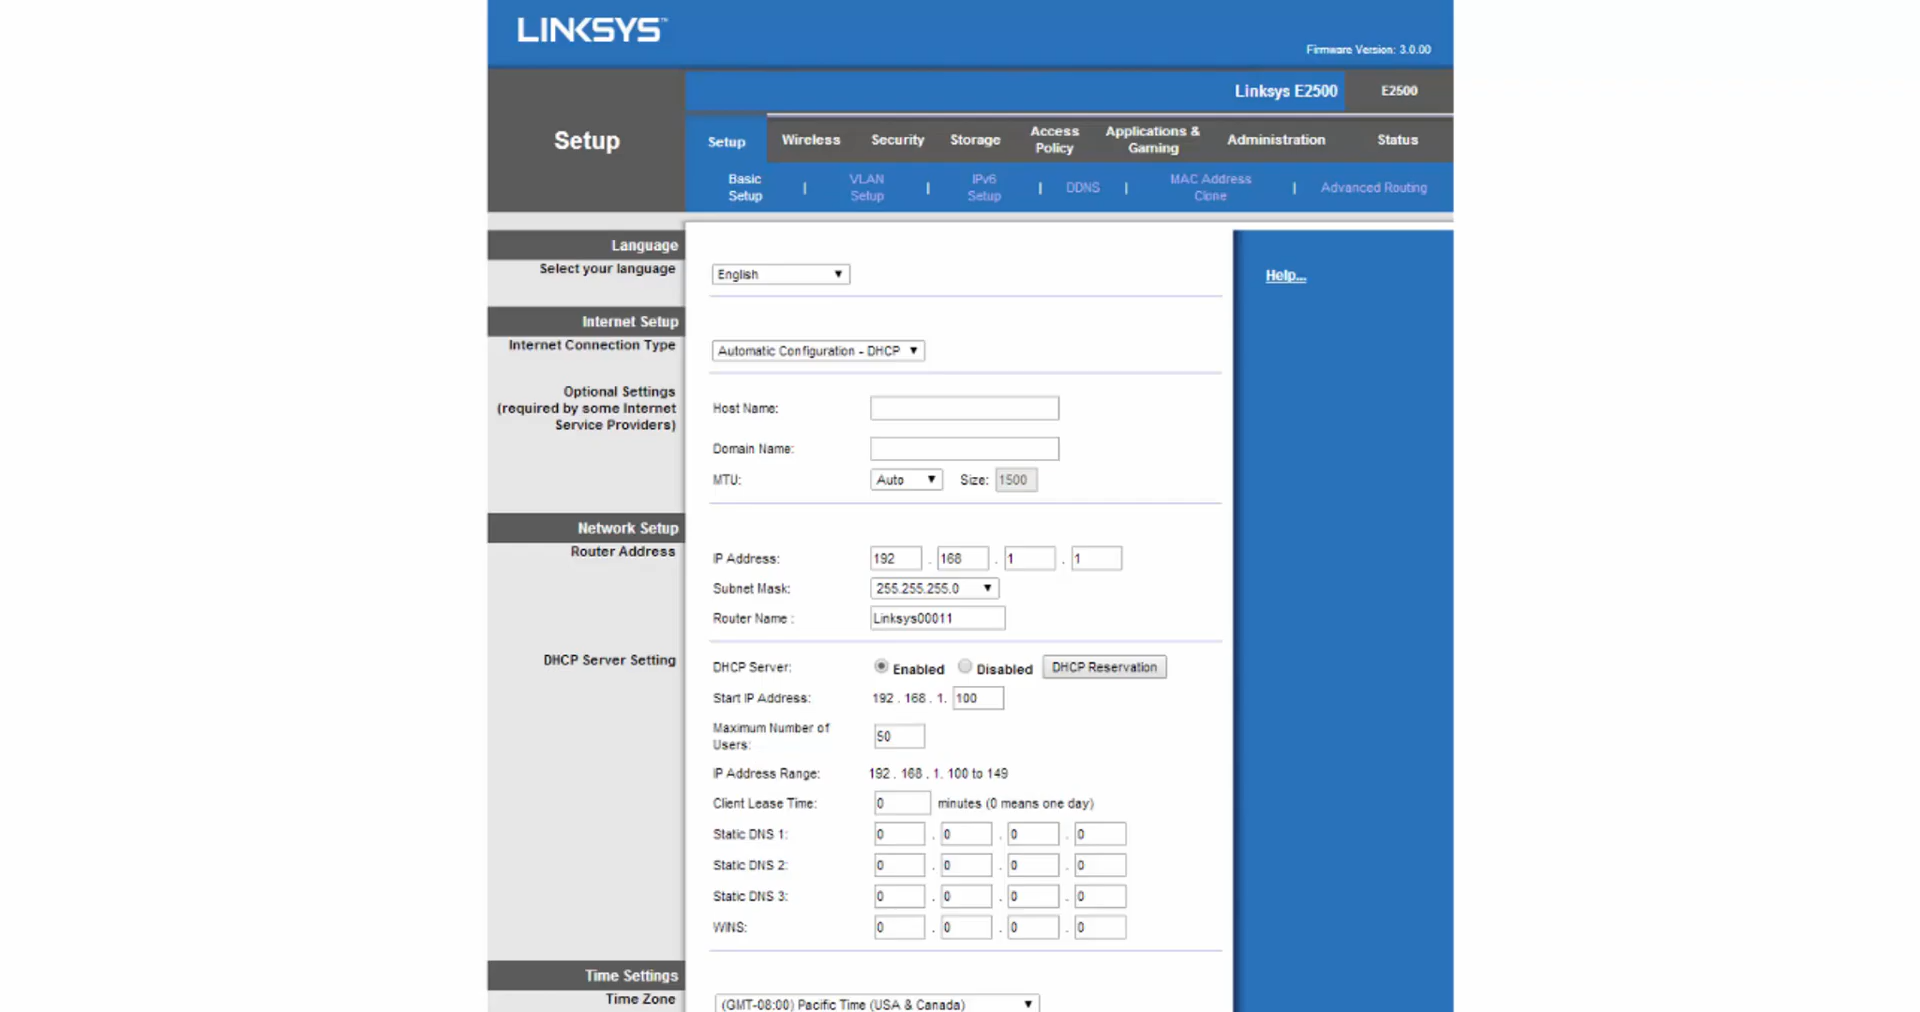 LINKSYS™
Firmware Version: 3.0.00
Linksys E2500
E2500
Setup
Setup
Wireless
Security
Storage
Access
Policy
Applications &
Gaming
Administration
Status
Basic
Setup
|
VLAN
Setup
|
IPv6
Setup
|
DDNS
|
MAC Address
Clone
|
Advanced Routing
Language
Select your language
English
Help...
Internet Setup
Internet Connection Type
Automatic Configuration - DHCP
Optional Settings
(required by some Internet
Service Providers)
Host Name:
Domain Name:
MTU: Auto Size: 1500
Network Setup
Router Address
IP Address: 192 . 168 . 1 . 1
Subnet Mask: 255.255.255.0
Router Name : Linksys00011
DHCP Server Setting
DHCP Server: Enabled Disabled DHCP Reservation
Start IP Address: 192 . 168 . 1. 100
Maximum Number of
Users: 50
IP Address Range: 192 . 168 . 1. 100 to 149
Client Lease Time: 0 minutes (0 means one day)
Static DNS 1: 0 . 0 . 0 . 0
Static DNS 2: 0 . 0 . 0 . 0
Static DNS 3: 0 . 0 . 0 . 0
WINS: 0 . 0 . 0 . 0
Time Settings
Time Zone
(GMT-08:00) Pacific Time (USA & Canada)